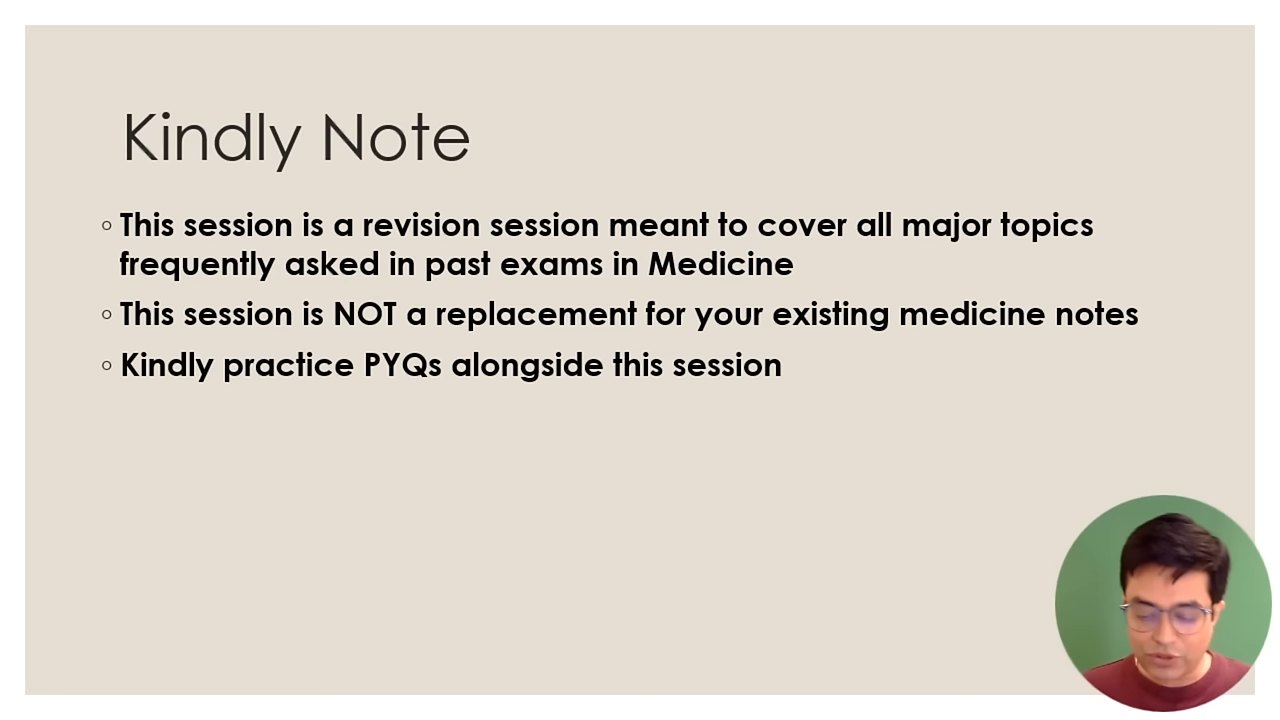 Kindly Note
◦ This session is a revision session meant to cover all major topics
frequently asked in past exams in Medicine
◦ This session is NOT a replacement for your existing medicine notes
◦ Kindly practice PYQs alongside this session